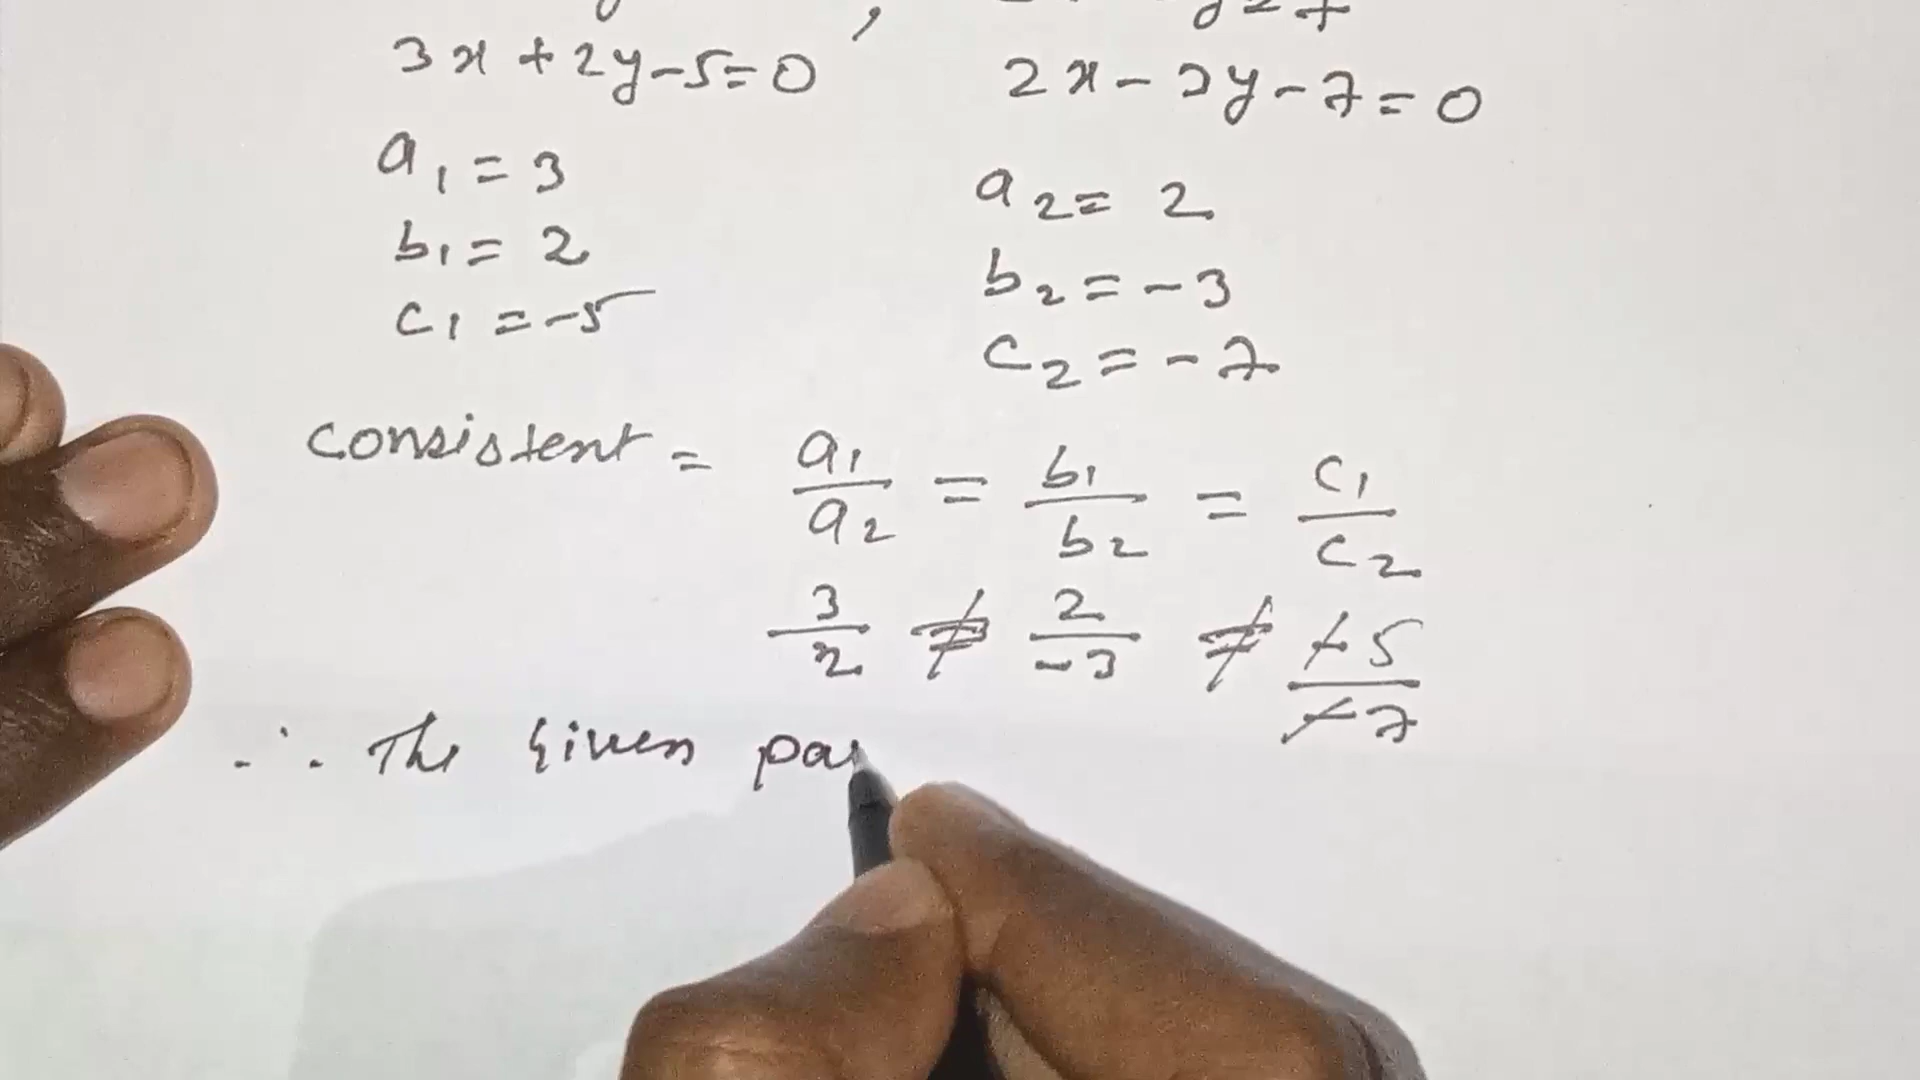 3x + 2y - 5 = 0 , 2x - 3y - 7 = 0
a1 = 3 a2 = 2
b1 = 2 b2 = -3
c1 = -5 c2 = -7
consistent = a1/a2 = b1/b2 = c1/c2
3/2 ≠ 2/-3 ≠ -5/-7
∴ The Given pai